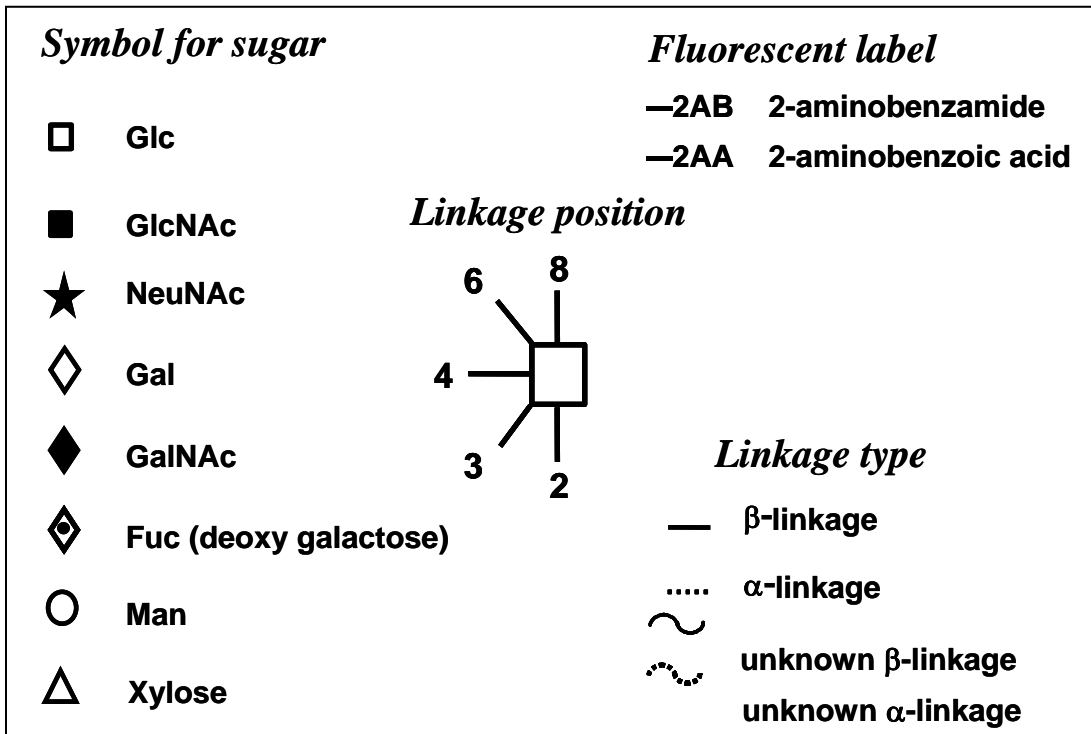 Symbol for sugar
Glc
GlcNAc
NeuNAc
Gal
GalNAc
Fuc (deoxy galactose)
Man
Xylose
Fluorescent label
—2AB 2-aminobenzamide
—2AA 2-aminobenzoic acid
Linkage position
6 8
4
3 2
Linkage type
β-linkage
α-linkage
unknown β-linkage
unknown α-linkage